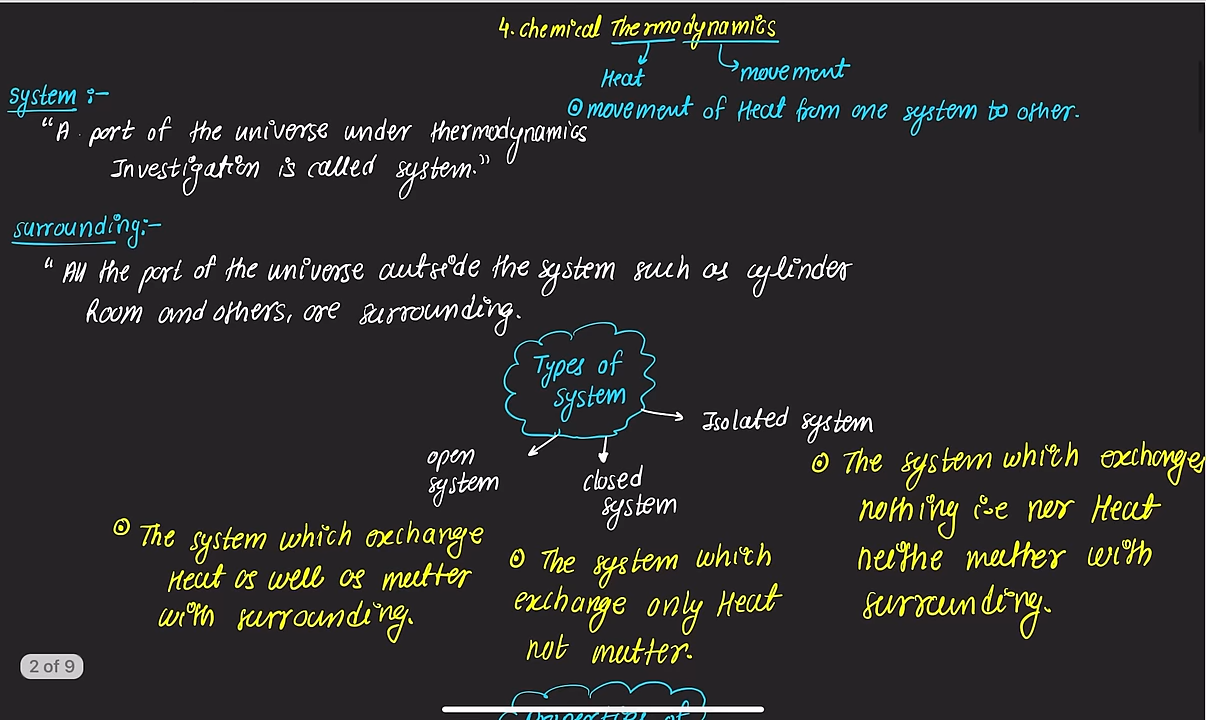 4. chemical Thermodynamics
Heat
movement
⊙ movement of Heat from one system to other.
system :-
"A part of the universe under thermodynamics
Investigation is called system."
surrounding:-
" All the part of the universe outside the system such as cylinder
Room and others, are surrounding.
Types of
system
Isolated system
open
system
closed
system
⊙ The system which exchange
Heat as well as matter
with surrounding.
⊙ The system which
exchange only Heat
not matter.
⊙ The system which exchanges
nothing i-e nor Heat
neithe matter with
surrounding.
2 of 9
Properties of